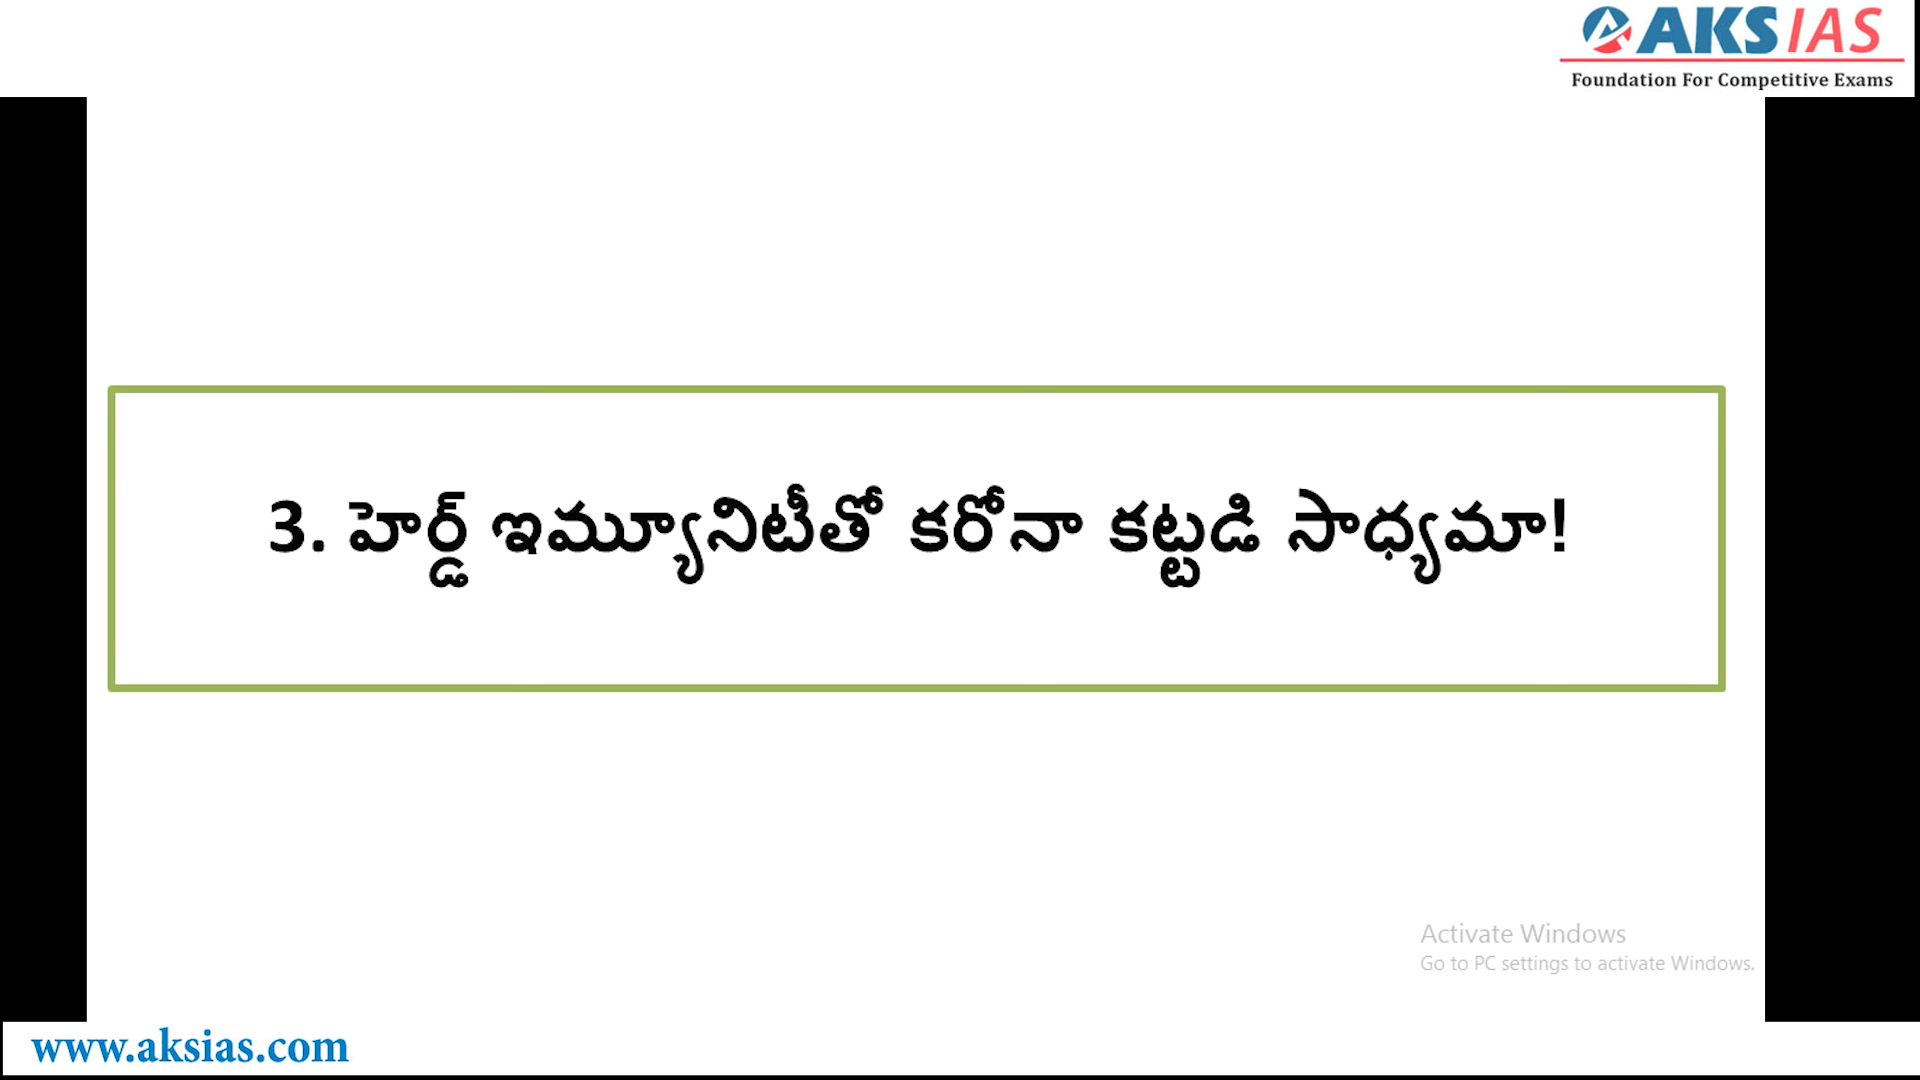 AKS IAS
Foundation For Competitive Exams
3. హెర్డ్ ఇమ్యూనిటీతో కరోనా కట్టడి సాధ్యమా!
Activate Windows
Go to PC settings to activate Windows.
www.aksias.com